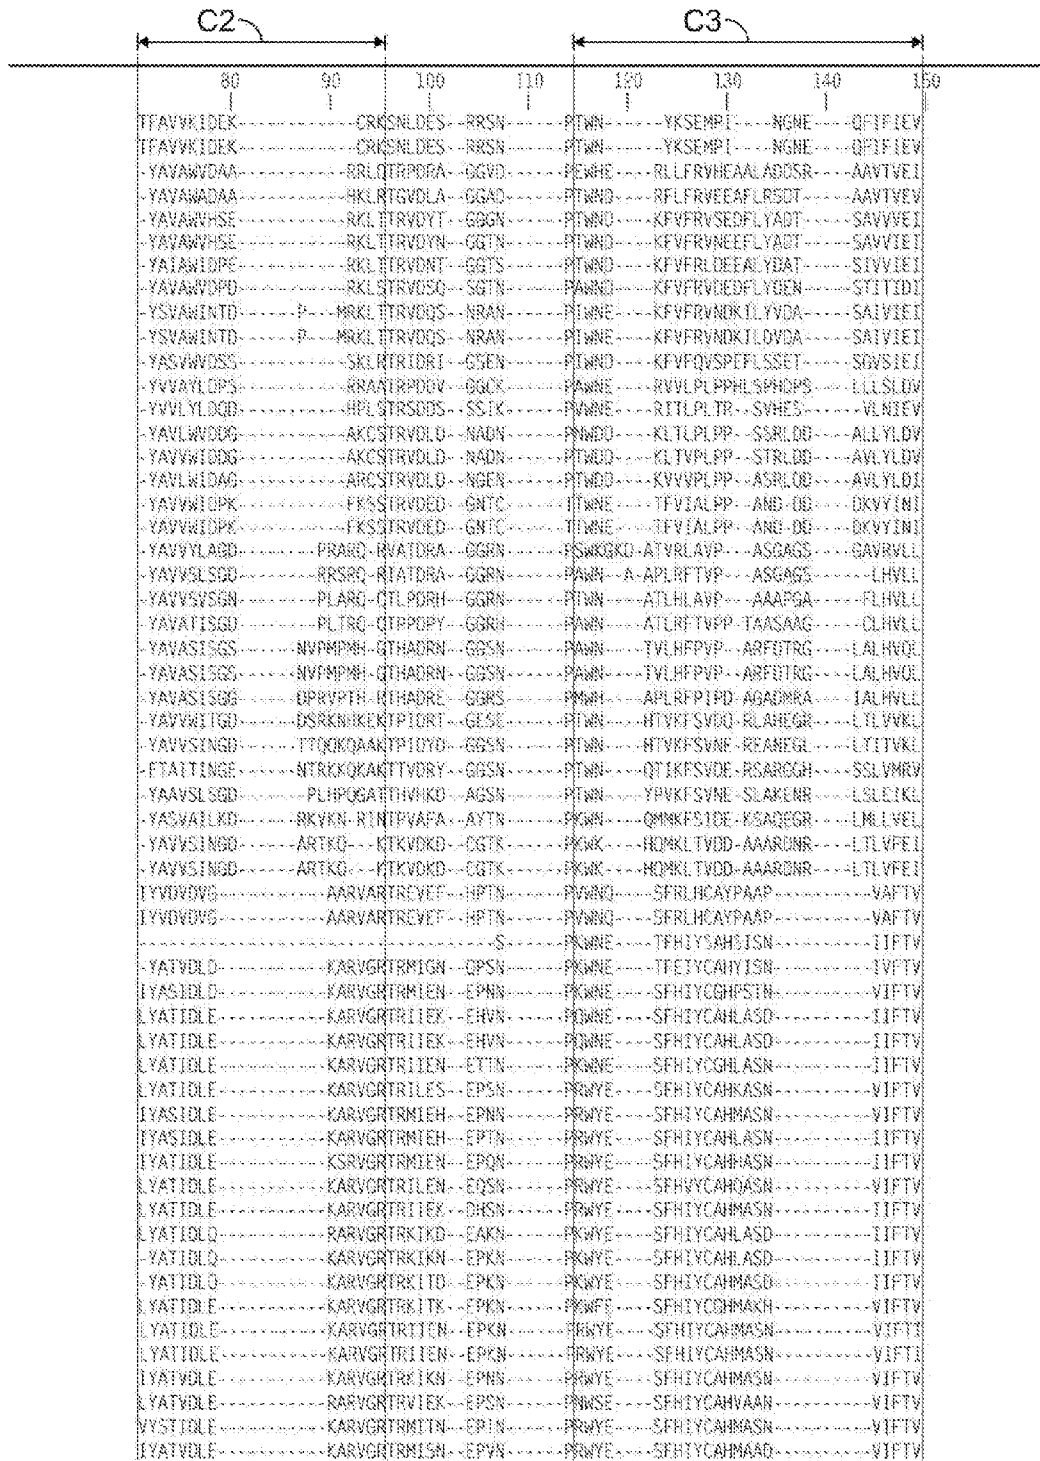 C2 C3
80 90 100 110 120 130 140 150
TFAVVKIDEK------------CRKSNLDES--RRSN------PTWN-----YKSEMPI----NGNE----QFIFIEV
TFAVVKIDEK------------CRKSNLDES--RRSN------PTWN-----YKSEMPI----NGNE----QFIFIEV
-YAVAWVDAA-----------RRLQTRPDRA--GGVD------PEWHE----RLLFRVHEAALADDSR----AAVTVEI
-YAVAWADAA-----------HKLRTGVDLA--GGAD------PTWND----RFLFRVEEAFLRSDT-----AAVTVEV
-YAVAWVHSE-----------RKLTTRVDYT--GGGN------PTWND----KFVFRVSEDFLYADT-----SAVVVEI
-YAVAWVHSE-----------RKLTTRVDYN--GGTN------PTWND----KFVFRVNEEFLYADT-----SAVVIEI
-YAIAWIDPE-----------RKLTTRVDNT--GGTS------PTWND----KFVFRLDEEALYDAT-----SIVVIEI
-YAVAWVDPD-----------RKLSTRVDSQ--SGTN------PAWND----KFVFRVDEDFLYDEN-----STITIDI
-YSVAWINTD------P---MRKLTTRVDQS--NRAN------PTWNE----KFVFRVNDKILYVDA-----SAIVIEI
-YSVAWINTD------P---MRKLTTRVDQS--NRAN------PTWNE----KFVFRVNDKILDVDA-----SAIVIEI
-YASVWVDSS-----------SKLRTRIDRI--GSEN------PTWND----KFVFQVSPEFLSSET-----SGVSIEI
-YVVAYLDPS-----------RRAATRPDDV--GGCK------PAWNE----RVVLPLPPHLSPHDPS----LLLSLDV
-YVVLYLDQD-----------HPLSTRSDDS--SSIK------PVWNE----RITLPLTR--SVHES------VLNIEV
-YAVLWVDDG-----------AKCSTRVDLD--NADN------PNWDD----KLTLPLPP--SSRLDD----ALLYLDV
-YAVVWIDDG-----------AKCSTRVDLD--NADN------PTWDD----KLTVPLPP--STRLDD----AVLYLDV
-YAVLWIDAG-----------ARCSTRVDLD--NGEN------PTWDD----KVVVPLPP--ASRLQD----AVLYLDI
-YAVVWIDPK-----------FKSSTRVDED--GNTC------TTWNE----TFVIALPP--AND-DD----DKVYINI
-YAVVWIDPK-----------FKSSTRVDED--GNTC------TTWNE----TFVIALPP--AND-DD----DKVYINI
-YAVVYLAGD--------PRARQ-RVATDRA--GGRN------PSWKGKD-ATVRLAVP---ASGAGS----GAVRVLL
-YAVVSLSGD--------RRSRQ-RIATDRA--GGRN------PAWN--A-APLRFTVP---ASGAGS------LHVLL
-YAVVSVSGN--------PLARQ-QTLPDRH--GGRN------PTWN----ATLHLAVP---AAAPGA-----FLHVLL
-YAVATISGD--------PLTRQ-QTPPDPY--GGRH------PAWN----ATLRFTVPP-TAASAAG-----CLHVLL
-YAVASISGS------NVPMPMH-QTHADRN--GGSN------PAWN----TVLHFPVP--ARFDTRG----LALHVQL
-YAVASISGS------NVPMPMH-QTHADRN--GGSN------PAWN----TVLHFPVP--ARFDTRG----LALHVQL
-YAVASISGG------DPRVPTH-RTHADRE--GGRS------PMWH----APLRFPIPD-AGADMRA----IALHVLL
-YAVVWITGD------DSRKNHKEKTPIDRT--GESE------PTWN----HTVKFSVDQ-RLAHEGR----LTLVVKL
-YAVVSINGD------TTQQKQAAKTPIDYD--GGSN------PTWN----HTVKFSVNE-REANEGL----LTITVKL
-FTAITINGE------NTRKKQKAKTTVDRY--GGSN------PTWN----QTIKFSVDE-RSARGGH----SSLVMRV
-YAAVSLSGD-------PLHPQGATTHVHKD--AGSN------PTWN----YPVKFSVNE-SLAKENR----LSLEIKL
-YASVAILKD------RKVKN-RINTPVAFA--AYTN------PKWN----QMMKFSIDE-KSAQEGR----LMLLVEL
-YAVVSINGD------ARTKQ---KTKVDKD--CGTK------PKWK----HQMKLTVDD-AAARDNR----LTLVFEI
-YAVVSINGD------ARTKQ---KTKVDKD--CGTK------PKWK----HQMKLTVDD-AAARDNR----LTLVFEI
IYVDVDVG-----------AARVARTREVEF--HPTN------PVWNQ----SFRLHCAYPAAP----------VAFTV
IYVDVDVG-----------AARVARTREVEF--HPTN------PVWNQ----SFRLHCAYPAAP----------VAFTV
------------------------------------S------PKWNE----TFHIYSAHSISN----------IIFTV
-YATVDLD-----------KARVGRTRMIGN--QPSN------PKWNE----TFEIYCAHYISN----------IVFTV
IYASIDLD-----------KARVGRTRMIEN--EPNN------PKWNE----SFHIYCGHPSTN----------VIFTV
LYATIDLE-----------KARVGRTRIIEK--EHVN------PQWNE----SFHIYCAHLASD----------IIFTV
LYATIDLE-----------KARVGRTRIIEK--EHVN------PQWNE----SFHIYCAHLASD----------IIFTV
LYATIDLE-----------KARVGRTRIIEN--ETTN------PKWNE----SFHIYCGHLASN----------IIFTV
LYATIDLE-----------KARVGRTRILES--EPSN------PRWYE----SFHIYCAHKASN----------VIFTV
IYASIDLE-----------KARVGRTRMIEH--EPNN------PRWYE----SFHIYCAHMASN----------VIFTV
IYASIDLE-----------KARVGRTRMIEH--EPTN------PRWYE----SFHIYCAHLASN----------VIFTV
IYATIDLE-----------KSRVGRTRMIEN--EPQN------PRWYE----SFHIYCAHHASN----------IIFTV
LYATIDLE-----------KARVGRTRILEN--EQSN------PRWYE----SFHVYCAHQASN----------VIFTV
LYATIDLE-----------KARVGRTRIIEK--DHSN------PRWYE----SFHIYCAHMASN----------VIFTV
LYATIDLQ-----------RARVGRTRKIKD--EAKN------PKWYE----SFHIYCAHLASD----------IIFTV
-YATIDLQ-----------KARVGRTRKIKN--EPKN------PKWYE----SFHIYCAHLASD----------IIFTV
-YATIDLQ-----------KARVGRTRKITD--EPKN------PKWYE----SFHIYCAHMASD----------IIFTV
LYATIDLE-----------KARVGRTRKITK--EPKN------PKWFE----SFHIYCGHMAKH----------VIFTV
LYATIDLE-----------KARVGRTRIIEN--EPKN------PRWYE----SFHIYCAHMASN----------VIFTI
LYATIDLE-----------KARVGRTRIIEN--EPKN------PRWYE----SFHIYCAHMASN----------VIFTI
IYATVDLE-----------KARVGRTRKIKN--EPNN------PRWYE----SFHIYCAHMASN----------VIFTV
LYATVDLE-----------RARVGRTRVIEK--EPSN------PNWSE----SFHIYCAHVAAN----------VIFTV
VYSTIDLE-----------KARVGRTRMITN--EPIN------PRWYE----SFHIYCAHMASN----------VIFTV
IYATVDLE-----------KARVGRTRMISN--EPVN------PRWYE----SFHIYCAHMAAD----------VIFTV